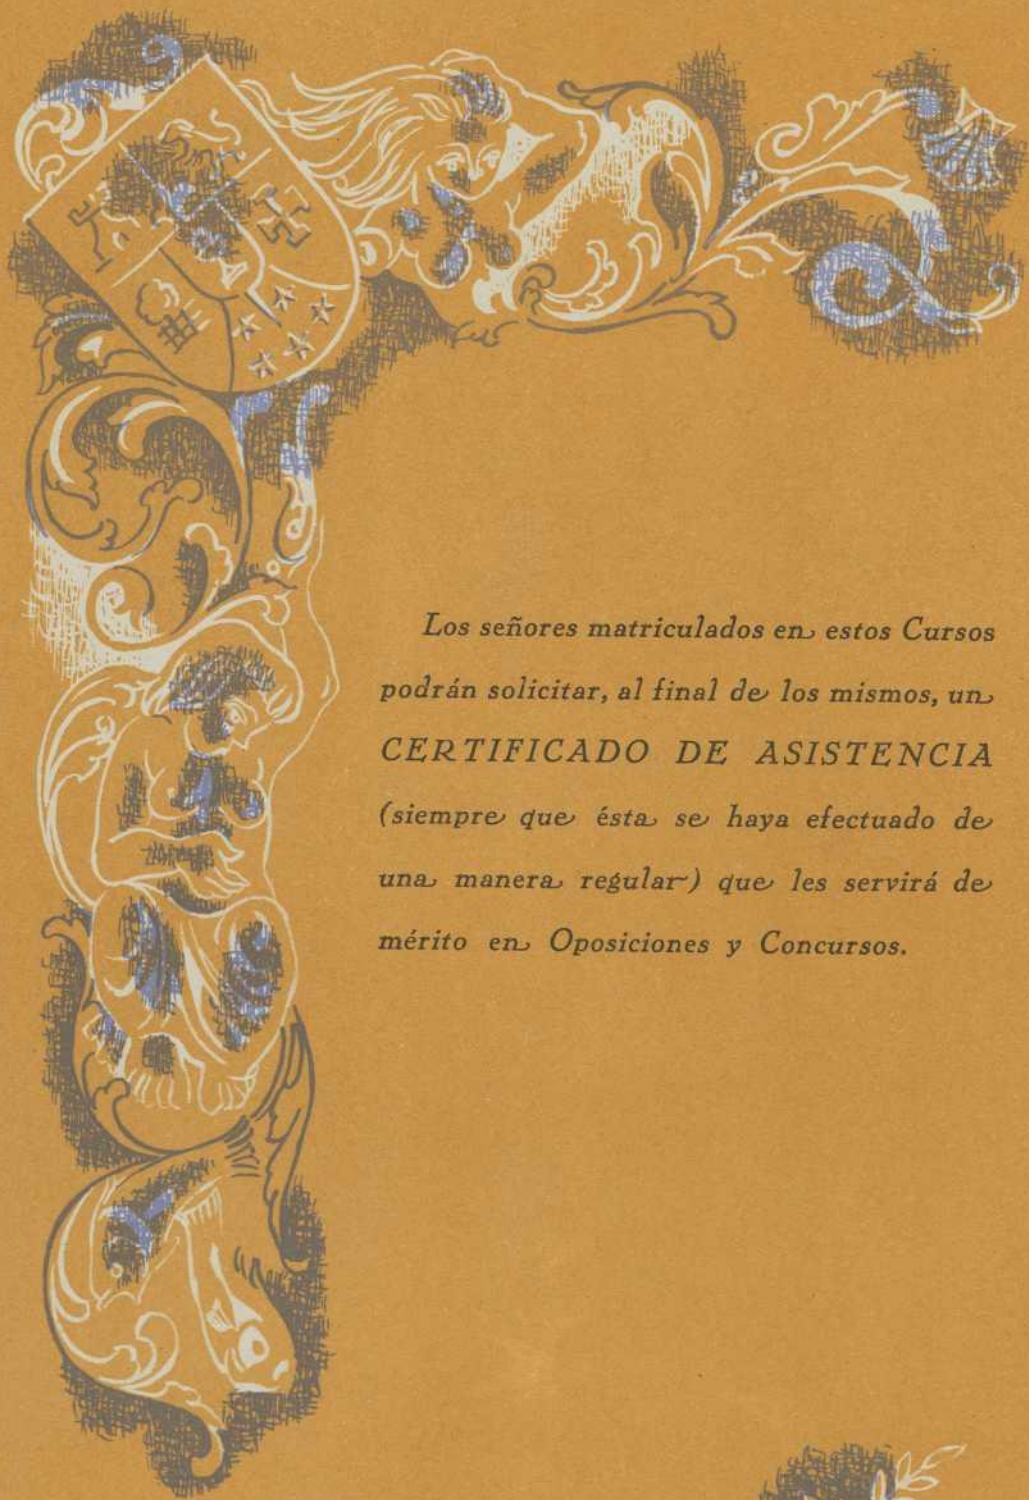 Los señores matriculados en estos Cursos
podrán solicitar, al final de los mismos, un
CERTIFICADO DE ASISTENCIA
(siempre que ésta se haya efectuado de
una manera regular) que les servirá de
mérito en Oposiciones y Concursos.